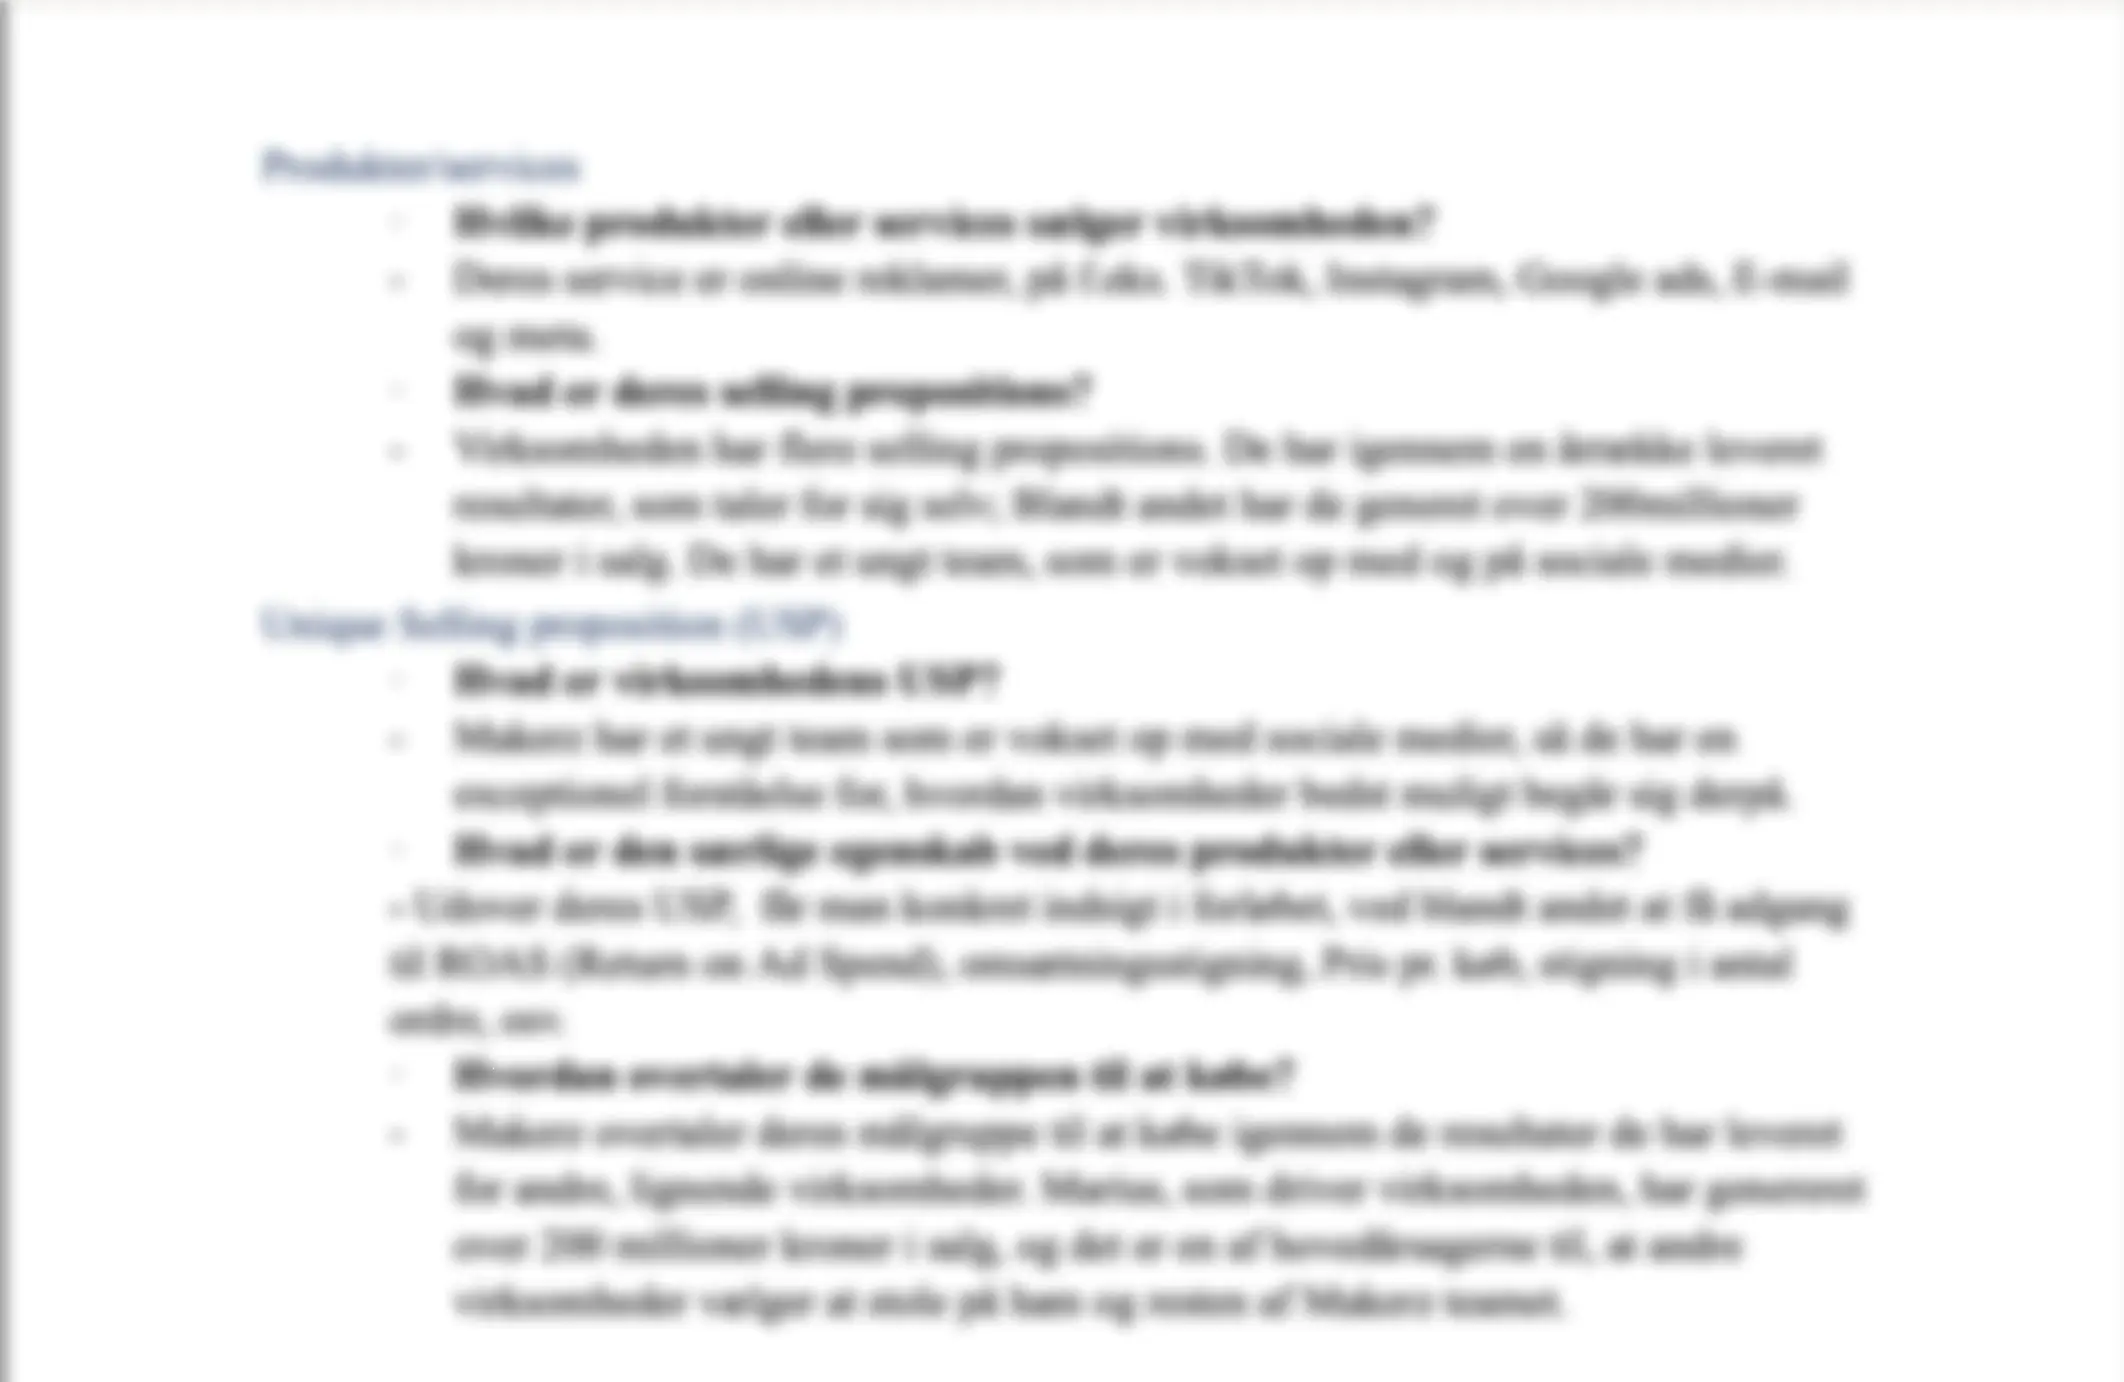 Produkter/services
Hvilke produkter eller services sælger virksomheden?
Deres service er online reklamer, på f.eks. TikTok, Instagram, Google ads, E-mail
og meta.
Hvad er deres selling propositions?
- Virksomheden har flere selling propositions. De har igennem en årrække leveret
resultater, som taler for sig selv; Blandt andet har de over 200millioner
kroner i salg. De har et ungt team, som er vokset op med og på sociale medier.
Unique Selling proposition (USP)
Hvad er virksomhedens USP?
- har et ungt team som er vokset op med sociale medier, så de har en
exceptionel forståelse for, hvordan virksomheder bedst muligt begår sig derpå.
Hvad er den særlige egenskab ved deres produkter eller services?
- Udover deres USP, får man konkret indsigt i forløbet, ved blandt andet at få adgang
til ROAS (Return on Ad Spend), omsætningsstigning, Pris pr. køb, stigning i antal
ordre, osv.
Hvordan overtaler de målgruppen til at købe?
- overtaler deres målgruppe til at købe igennem de resultater de har leveret
for andre, lignende virksomheder. som driver virksomheden, har genereret
over 200 millioner kroner i salg, og det er en af til, at andre
virksomheder vælger at stole på ham og resten af teamet.